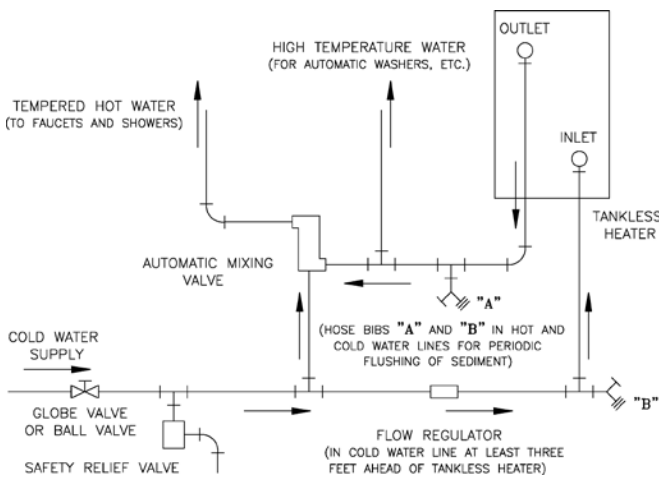 OUTLET
HIGH TEMPERATURE WATER
(FOR AUTOMATIC WASHERS, ETC.)
TEMPERED HOT WATER
(TO FAUCETS AND SHOWERS)
INLET
TANKLESS
HEATER
AUTOMATIC MIXING
VALVE
"A"
(HOSE BIBS "A" AND "B" IN HOT AND
COLD WATER LINES FOR PERIODIC
FLUSHING OF SEDIMENT)
COLD WATER
SUPPLY
"B"
GLOBE VALVE
OR BALL VALVE
FLOW REGULATOR
(IN COLD WATER LINE AT LEAST THREE
FEET AHEAD OF TANKLESS HEATER)
SAFETY RELIEF VALVE